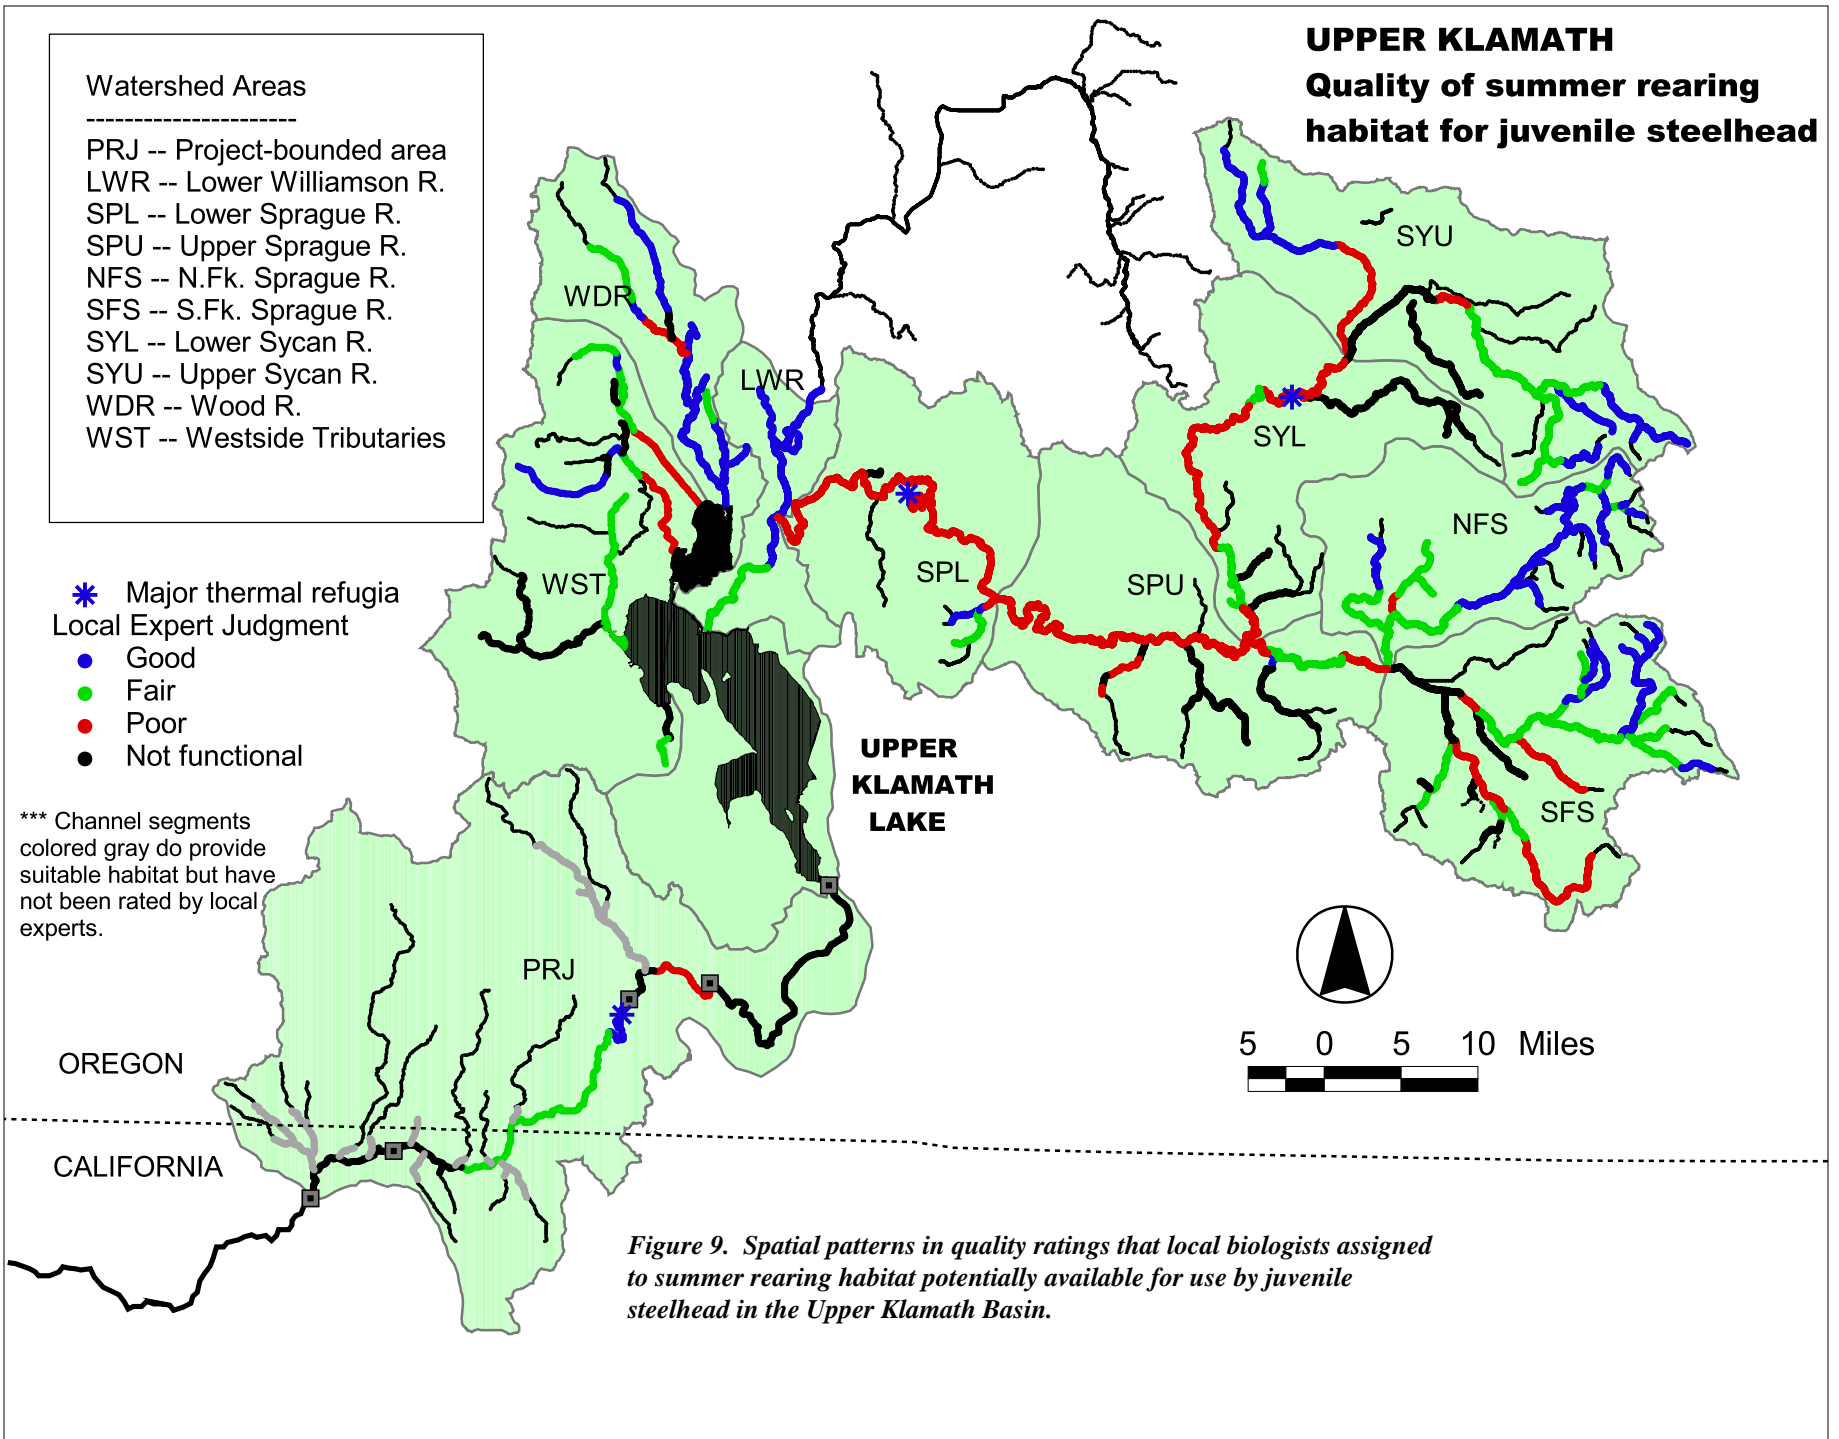 UPPER KLAMATH
Quality of summer rearing
habitat for juvenile steelhead
Watershed Areas
----------------------
PRJ -- Project-bounded area
LWR -- Lower Williamson R.
SPL -- Lower Sprague R.
SPU -- Upper Sprague R.
NFS -- N.Fk. Sprague R.
SFS -- S.Fk. Sprague R.
SYL -- Lower Sycan R.
SYU -- Upper Sycan R.
WDR -- Wood R.
WST -- Westside Tributaries
SYU
WDR
LWR
SYL
NFS
SPL
SPU
WST
Major thermal refugia
Local Expert Judgment
Good
Fair
Poor
Not functional
UPPER
KLAMATH
LAKE
SFS
*** Channel segments
colored gray do provide
suitable habitat but have
not been rated by local
experts.
PRJ
OREGON
CALIFORNIA
5 0 5 10 Miles
Figure 9. Spatial patterns in quality ratings that local biologists assigned
to summer rearing habitat potentially available for use by juvenile
steelhead in the Upper Klamath Basin.